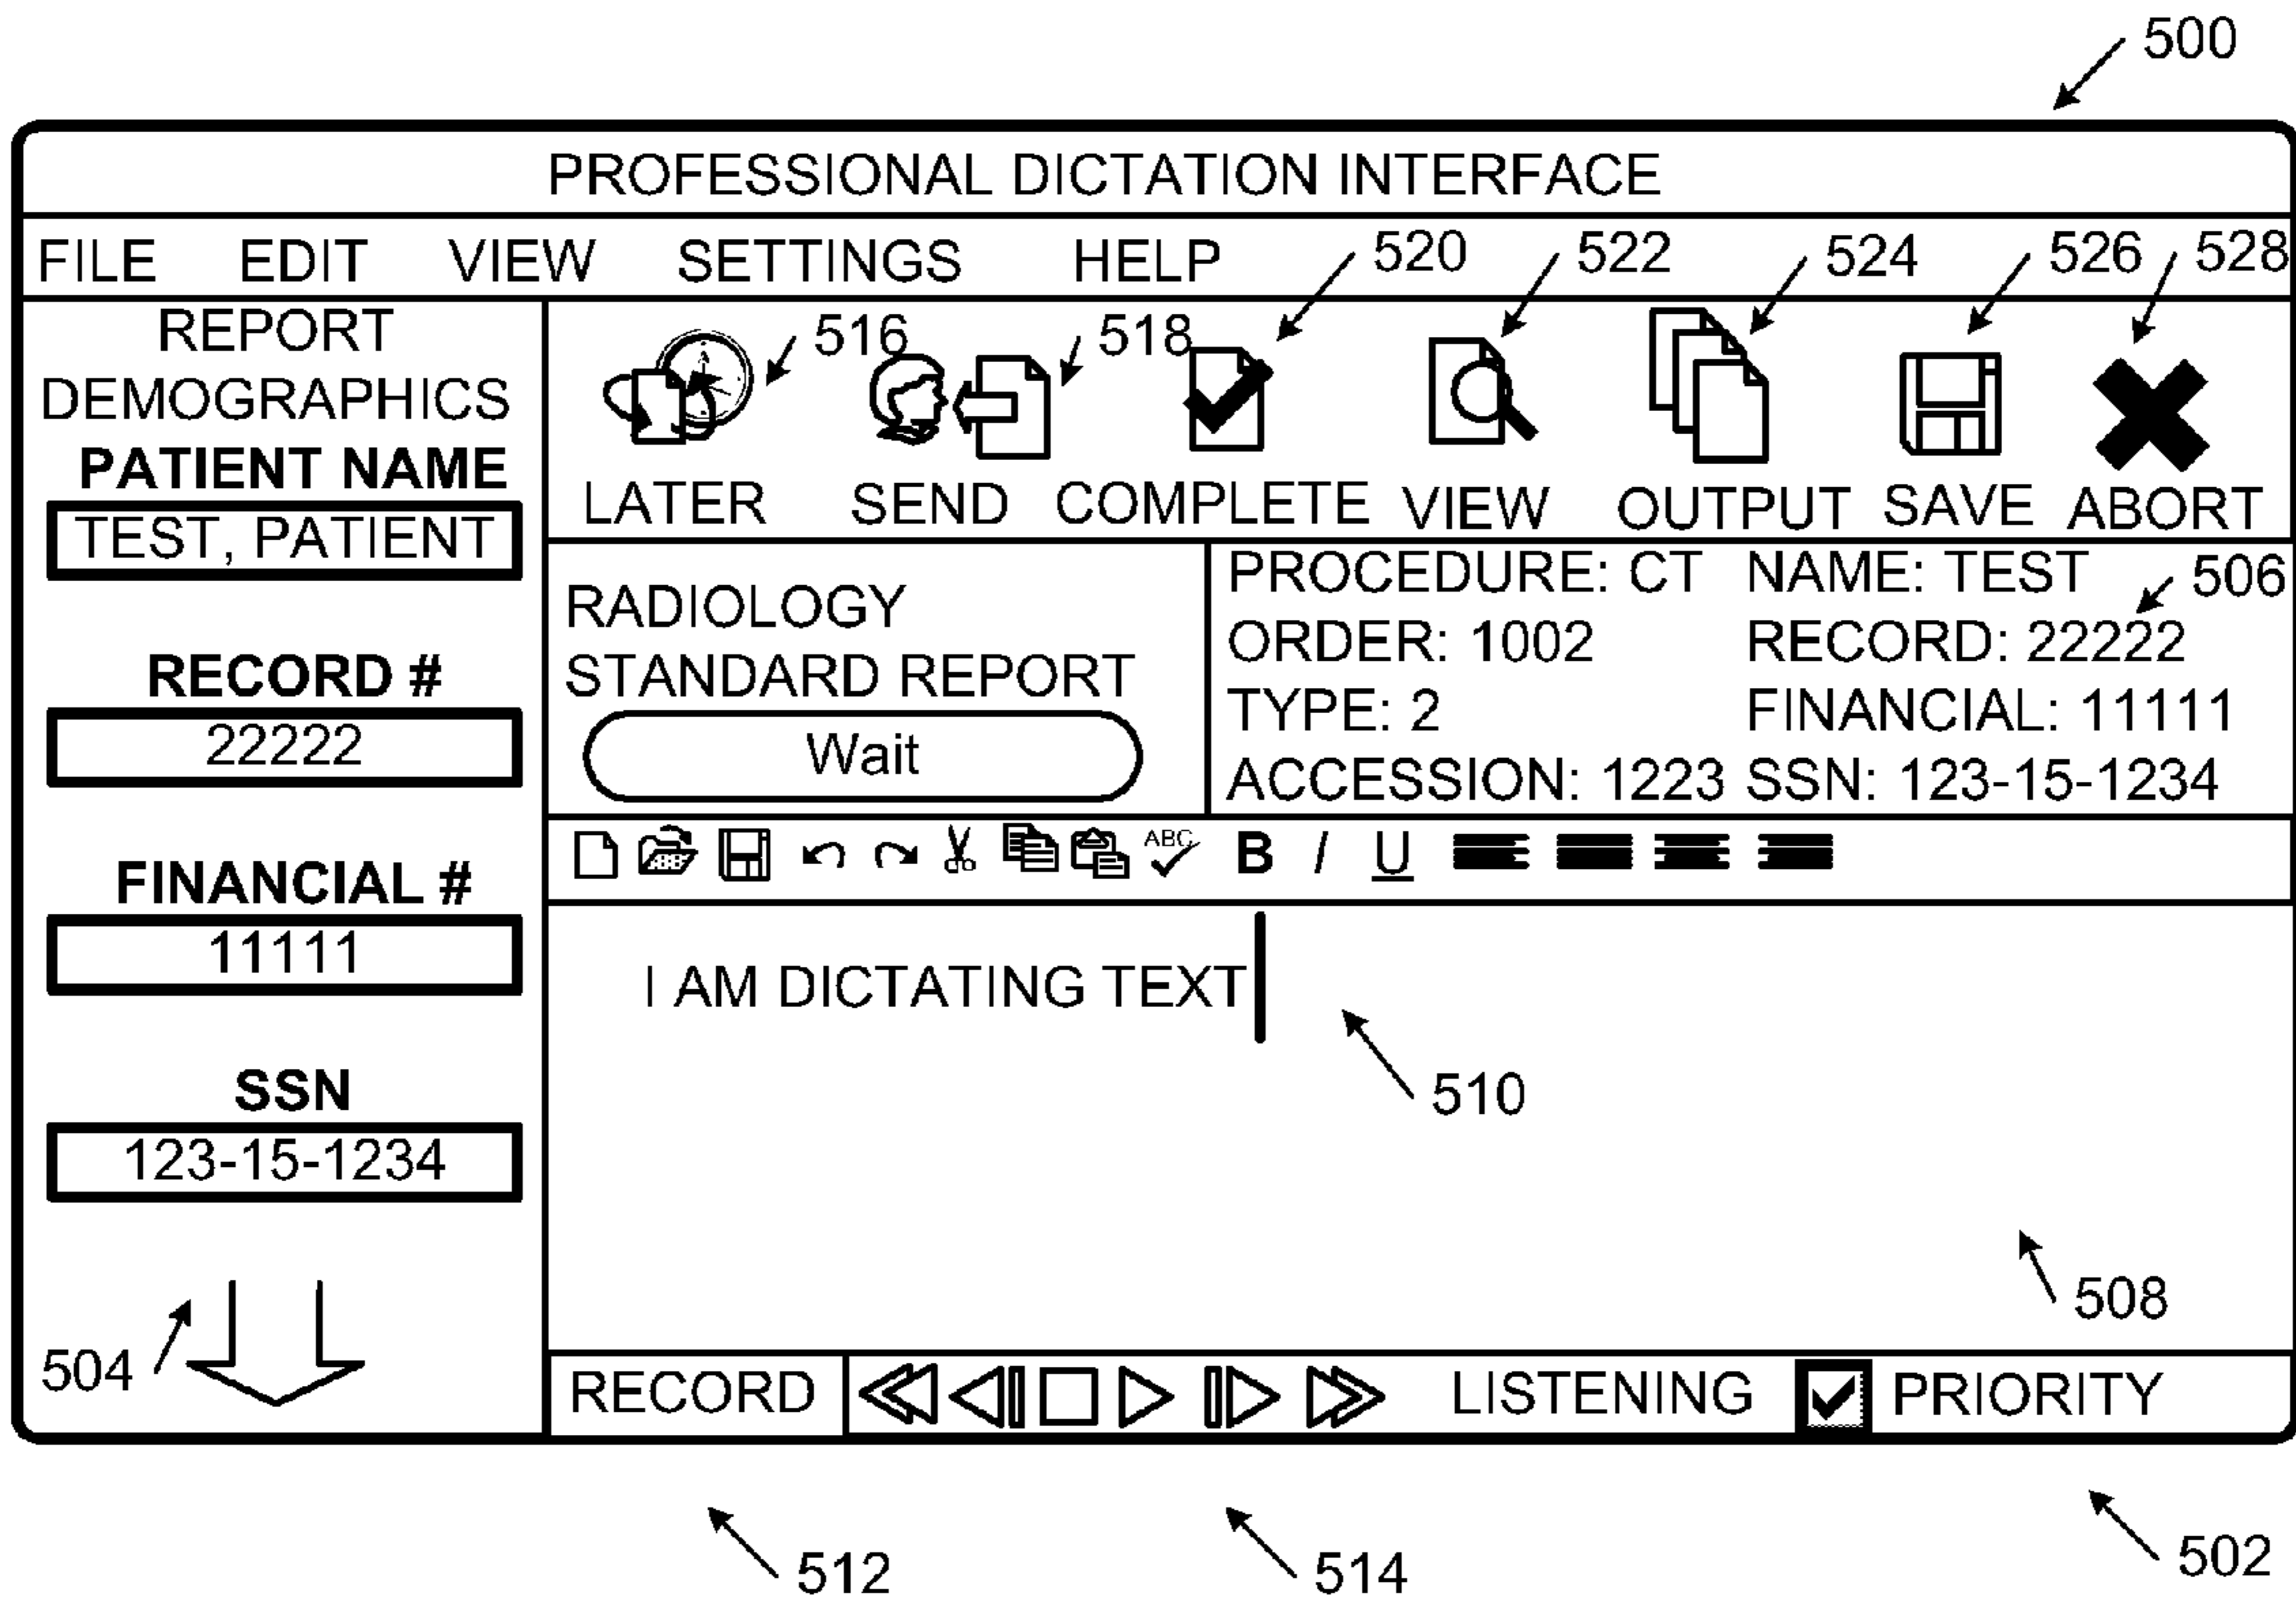 500
PROFESSIONAL DICTATION INTERFACE
FILE EDIT VIEW SETTINGS HELP 520 522 524 526 528
REPORT
DEMOGRAPHICS
PATIENT NAME
TEST, PATIENT
RECORD #
22222
FINANCIAL #
11111
SSN
123-15-1234
504
516 518
LATER SEND COMPLETE VIEW OUTPUT SAVE ABORT
RADIOLOGY
STANDARD REPORT
Wait
PROCEDURE: CT NAME: TEST 506
ORDER: 1002 RECORD: 22222
TYPE: 2 FINANCIAL: 11111
ACCESSION: 1223 SSN: 123-15-1234
ABC B I U
I AM DICTATING TEXT
510
508
RECORD LISTENING PRIORITY
512 514 502